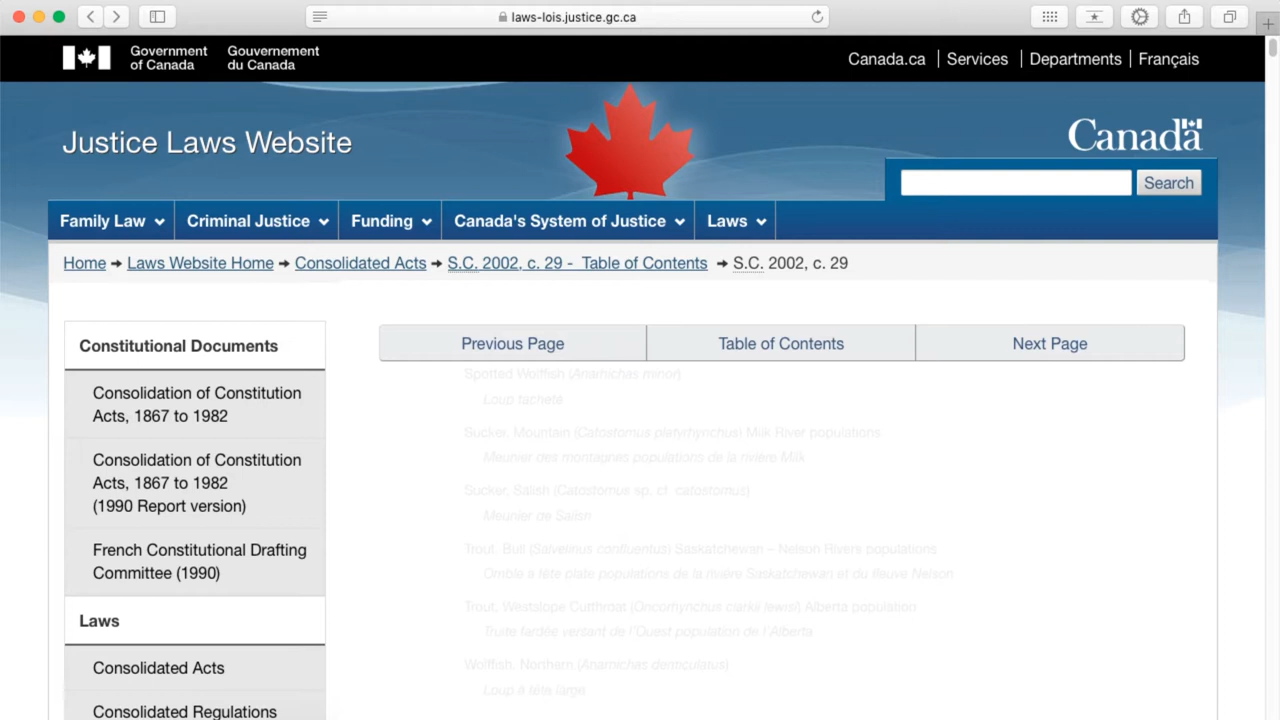 laws-lois.justice.gc.ca
Government of Canada
Gouvernement du Canada
Canada.ca | Services | Departments | Français
Justice Laws Website
Canada
Search
Family Law
Criminal Justice
Funding
Canada's System of Justice
Laws
Home → Laws Website Home → Consolidated Acts → S.C. 2002, c. 29 - Table of Contents → S.C. 2002, c. 29
Constitutional Documents
Consolidation of Constitution
Acts, 1867 to 1982
Consolidation of Constitution
Acts, 1867 to 1982
(1990 Report version)
French Constitutional Drafting
Committee (1990)
Laws
Consolidated Acts
Consolidated Regulations
Previous Page
Table of Contents
Next Page
Spotted Wolffish (Anarhichas minor)
Loup tacheté
Sucker, Mountain (Catostomus platyrhynchus) Milk River populations
Meunier des montagnes populations de la rivière Milk
Sucker, Salish (Catostomus sp. cf. catostomus)
Meunier de Salish
Trout, Bull (Salvelinus confluentus) Saskatchewan – Nelson Rivers populations
Omble à tête plate populations de la rivière Saskatchewan et du fleuve Nelson
Trout, Westslope Cutthroat (Oncorhynchus clarkii lewisi) Alberta population
Truite fardée versant de l'Ouest population de l'Alberta
Wolffish, Northern (Anarhichas denticulatus)
Loup à tête large